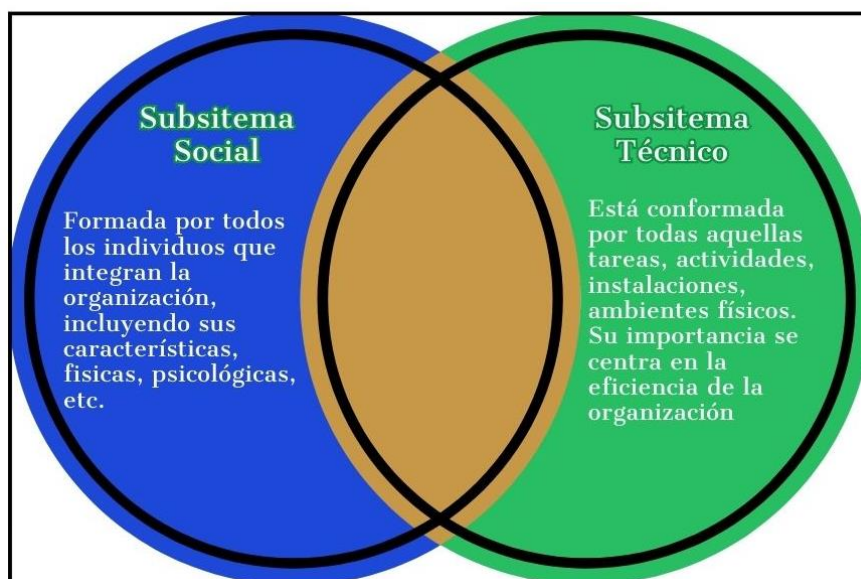 Subsitema
Social
Formada por todos
los individuos que
integran la
organización,
incluyendo sus
características,
fisicas, psicológicas,
etc.
Subsitema
Técnico
Está conformada
por todas aquellas
tareas, actividades,
instalaciones,
ambientes físicos.
Su importancia se
centra en la
eficiencia de la
organización